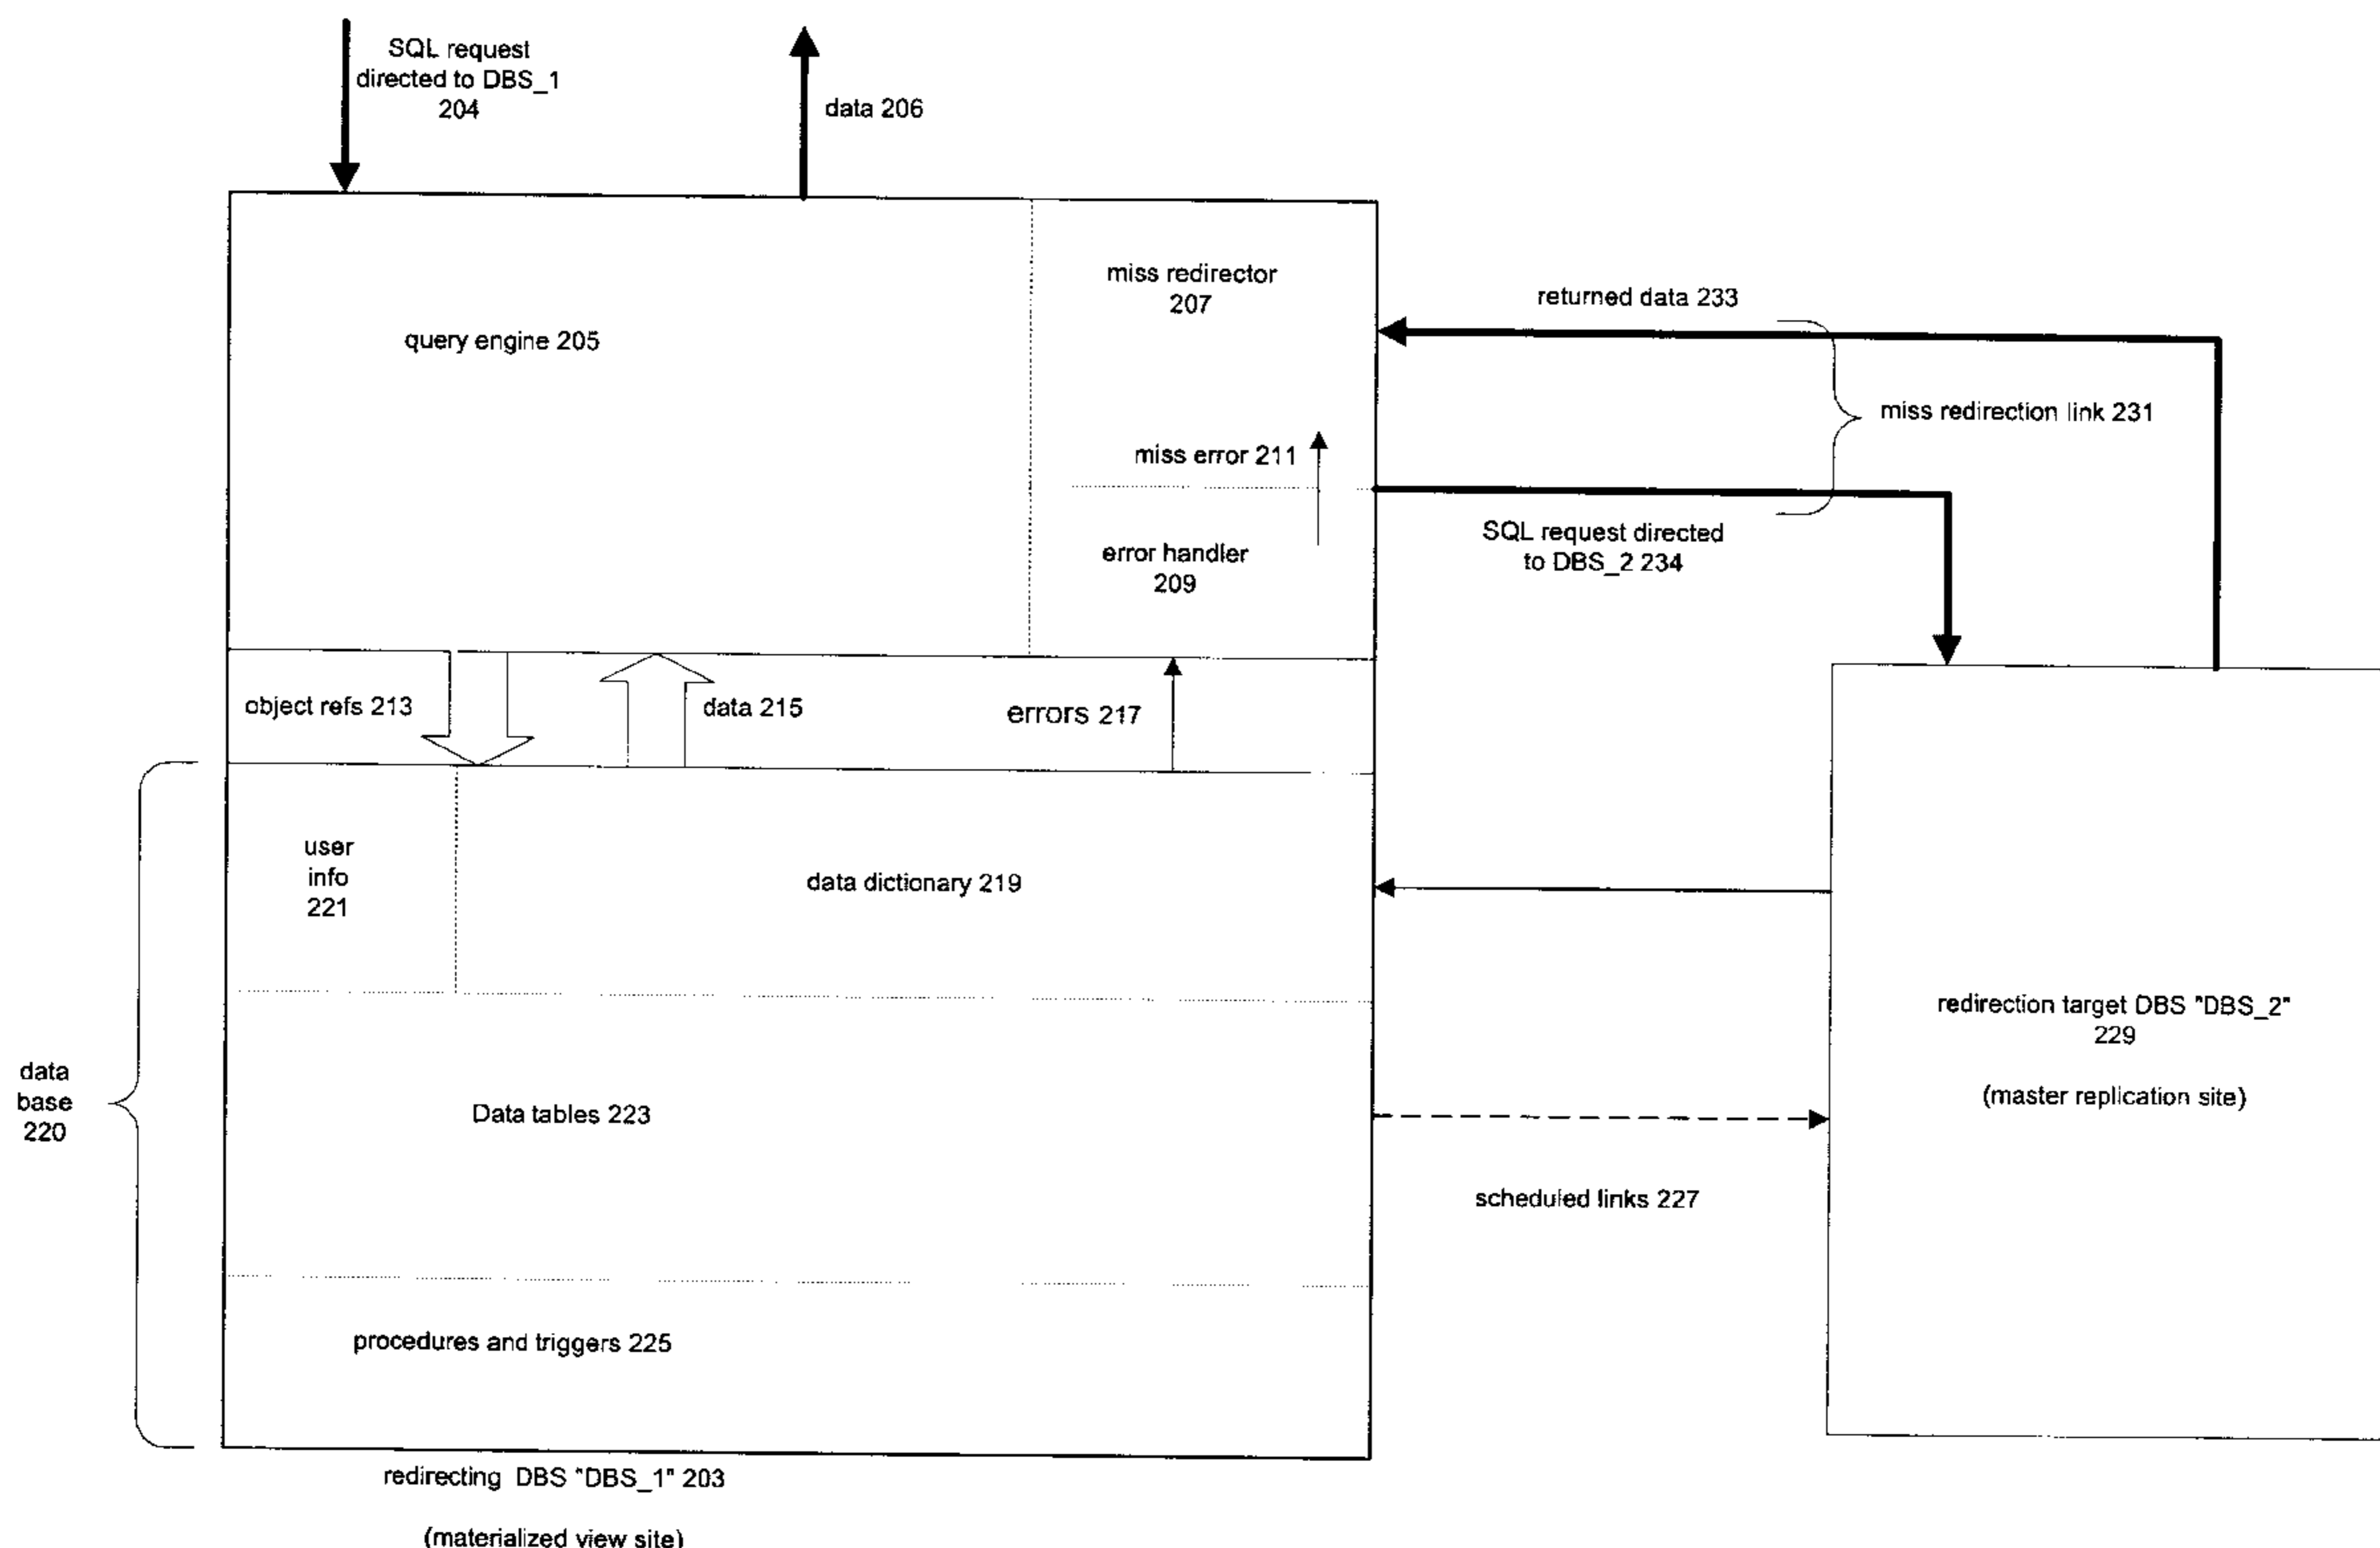 SQL request
directed to DBS_1
204
data 206
miss redirector
207
returned data 233
query engine 205
miss redirection link 231
miss error 211
SQL request directed
to DBS_2 234
error handler
209
object refs 213
data 215
errors 217
user
info
221
data dictionary 219
redirection target DBS "DBS_2"
229
(master replication site)
data
base
220
Data tables 223
scheduled links 227
procedures and triggers 225
redirecting DBS "DBS_1" 203
(materialized view site)